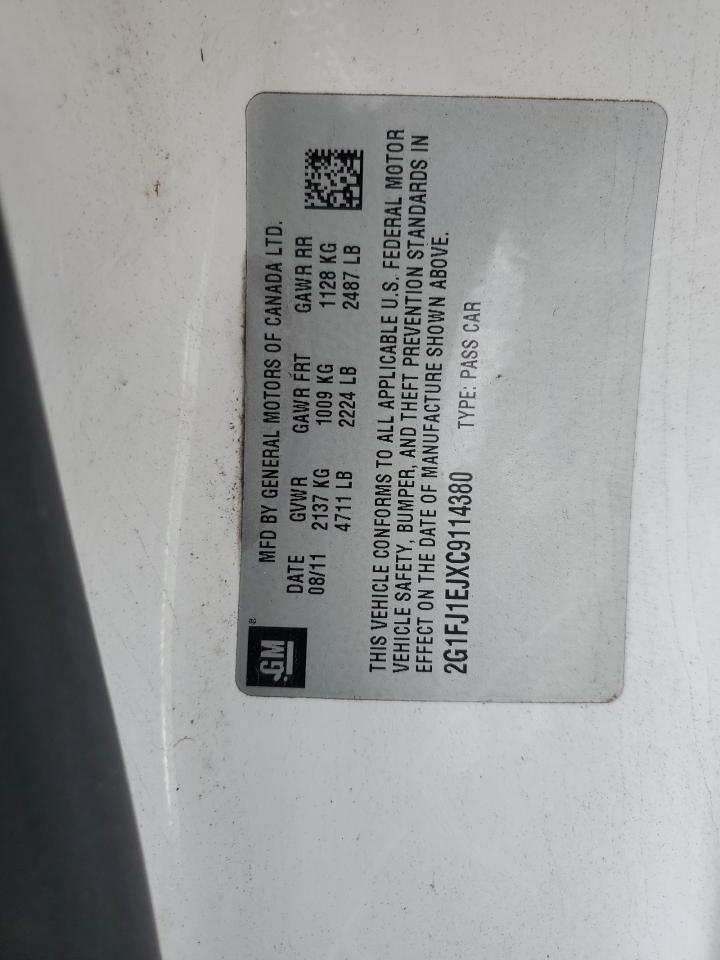 GM
®
MFD BY GENERAL MOTORS OF CANADA LTD.
DATE GVWR GAWR FRT GAWR RR
08/11 2137 KG 1009 KG 1128 KG
4711 LB 2224 LB 2487 LB
THIS VEHICLE CONFORMS TO ALL APPLICABLE U.S. FEDERAL MOTOR
VEHICLE SAFETY, BUMPER, AND THEFT PREVENTION STANDARDS IN
EFFECT ON THE DATE OF MANUFACTURE SHOWN ABOVE.
2G1FJ1EJXC9114380 TYPE: PASS CAR